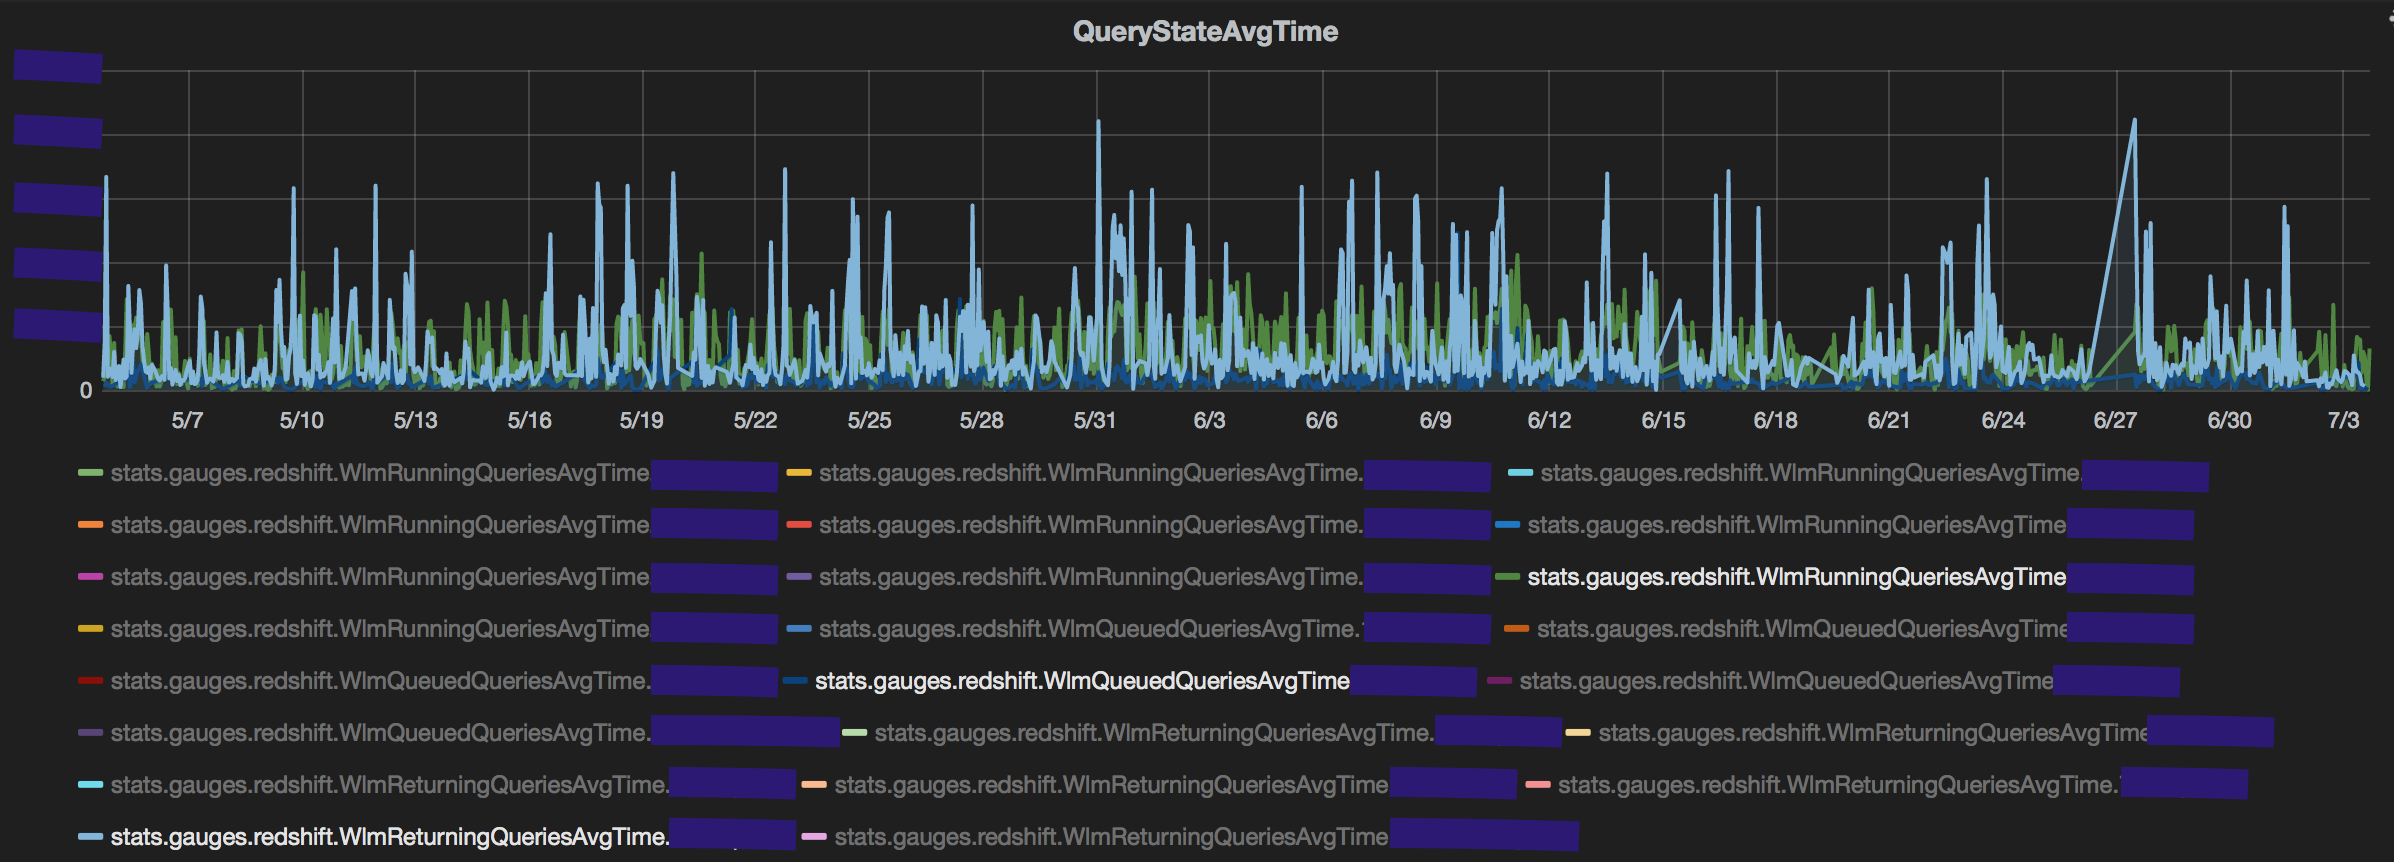 QueryStateAvgTime
0
5/7 5/10 5/13 5/16 5/19 5/22 5/25 5/28 5/31 6/3 6/6 6/9 6/12 6/15 6/18 6/21 6/24 6/27 6/30 7/3
stats.gauges.redshift.WlmRunningQueriesAvgTime. stats.gauges.redshift.WlmRunningQueriesAvgTime. stats.gauges.redshift.WlmRunningQueriesAvgTime.
stats.gauges.redshift.WlmRunningQueriesAvgTime. stats.gauges.redshift.WlmRunningQueriesAvgTime. stats.gauges.redshift.WlmRunningQueriesAvgTime
stats.gauges.redshift.WlmRunningQueriesAvgTime. stats.gauges.redshift.WlmRunningQueriesAvgTime. stats.gauges.redshift.WlmRunningQueriesAvgTime
stats.gauges.redshift.WlmRunningQueriesAvgTime. stats.gauges.redshift.WlmQueuedQueriesAvgTime. stats.gauges.redshift.WlmQueuedQueriesAvgTime
stats.gauges.redshift.WlmQueuedQueriesAvgTime. stats.gauges.redshift.WlmQueuedQueriesAvgTime stats.gauges.redshift.WlmQueuedQueriesAvgTime
stats.gauges.redshift.WlmQueuedQueriesAvgTime. stats.gauges.redshift.WlmReturningQueriesAvgTime. stats.gauges.redshift.WlmReturningQueriesAvgTime
stats.gauges.redshift.WlmReturningQueriesAvgTime. stats.gauges.redshift.WlmReturningQueriesAvgTime stats.gauges.redshift.WlmReturningQueriesAvgTime.
stats.gauges.redshift.WlmReturningQueriesAvgTime. stats.gauges.redshift.WlmReturningQueriesAvgTime